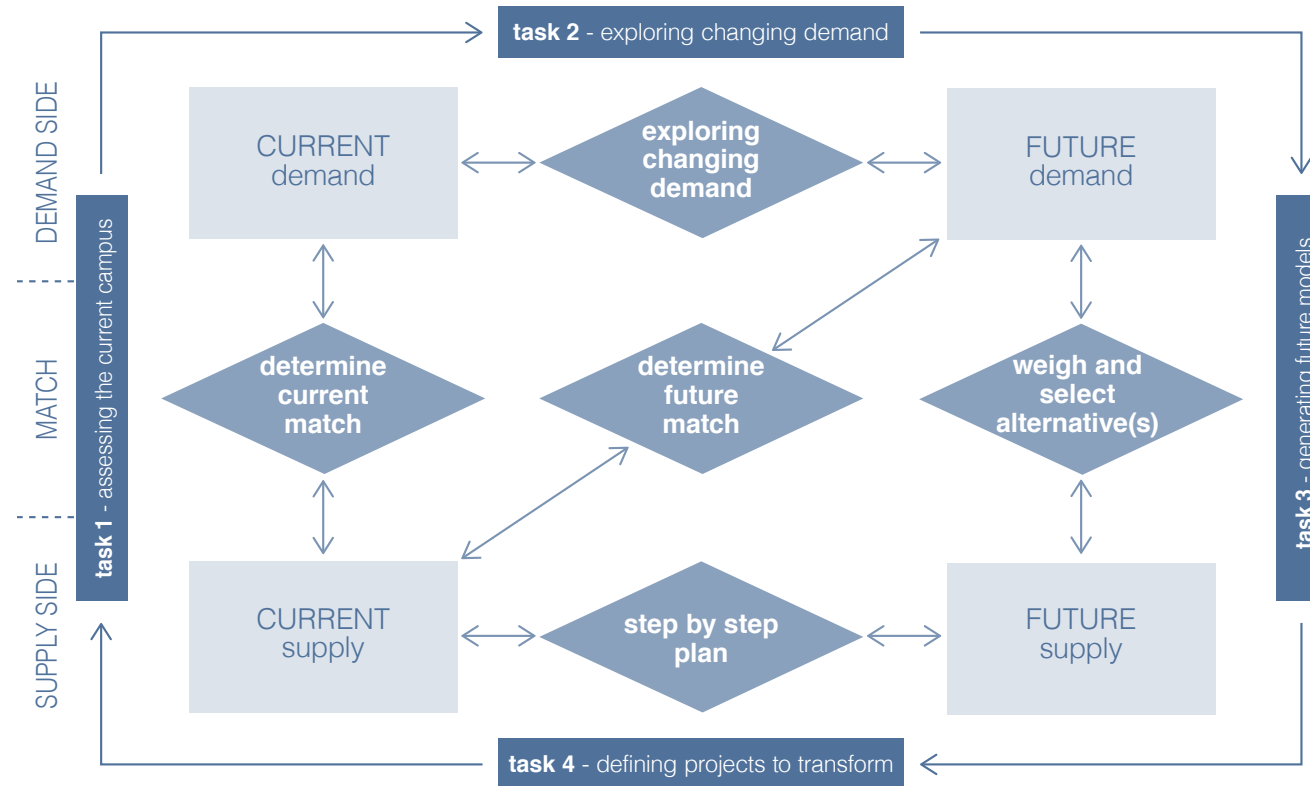 task 2 - exploring changing demand
DEMAND SIDE
MATCH
SUPPLY SIDE
task 1 - assessing the current campus
CURRENT
demand
exploring
changing
demand
FUTURE
demand
determine
current
match
determine
future
match
weigh and
select
alternative(s)
CURRENT
supply
step by step
plan
FUTURE
supply
task 3 - generating future models
task 4 - defining projects to transform